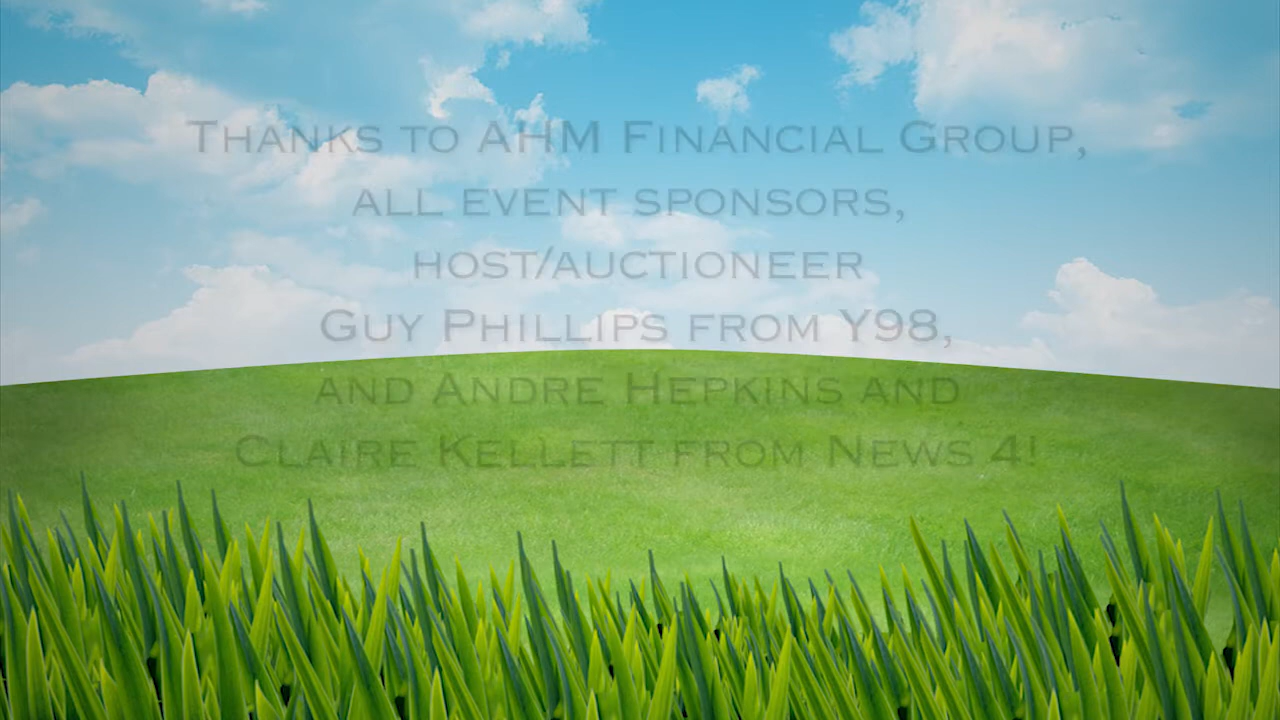 Thanks to AHM Financial Group,
all event sponsors,
host/auctioneer
Guy Phillips from Y98,
and Andre Hepkins and
Claire Kellett from News 4!